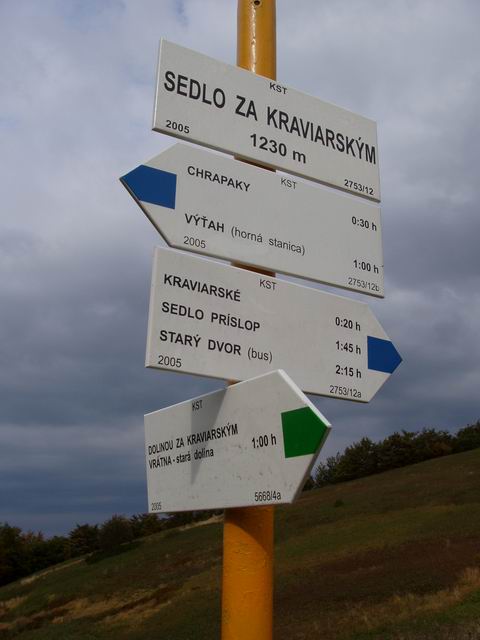 KST
SEDLO ZA KRAVIARSKÝM
1230 m
2005
2753/12
CHRAPAKY
KST
0:30 h
VÝŤAH (horná stanica)
1:00 h
2005
2753/12b
KST
KRAVIARSKÉ 0:20 h
SEDLO PRÍSLOP 1:45 h
STARÝ DVOR (bus) 2:15 h
2005
2753/12a
KST
DOLINOU ZA KRAVIARSKÝM
VRÁTNA - stará dolina 1:00 h
2005
5668/4a